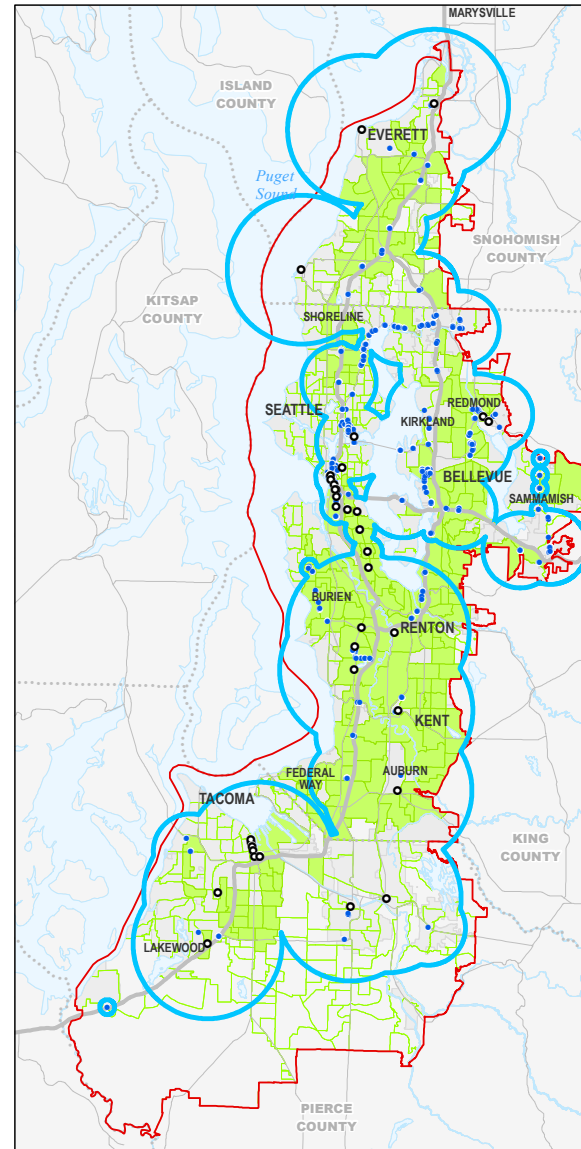 MARYSVILLE
ISLAND
COUNTY
EVERETT
Puget
Sound
SNOHOMISH
COUNTY
KITSAP
COUNTY
SHORELINE
SEATTLE
REDMOND
KIRKLAND
BELLEVUE
SAMMAMISH
BURIEN
RENTON
KENT
FEDERAL
WAY
AUBURN
TACOMA
KING
COUNTY
LAKEWOOD
PIERCE
COUNTY